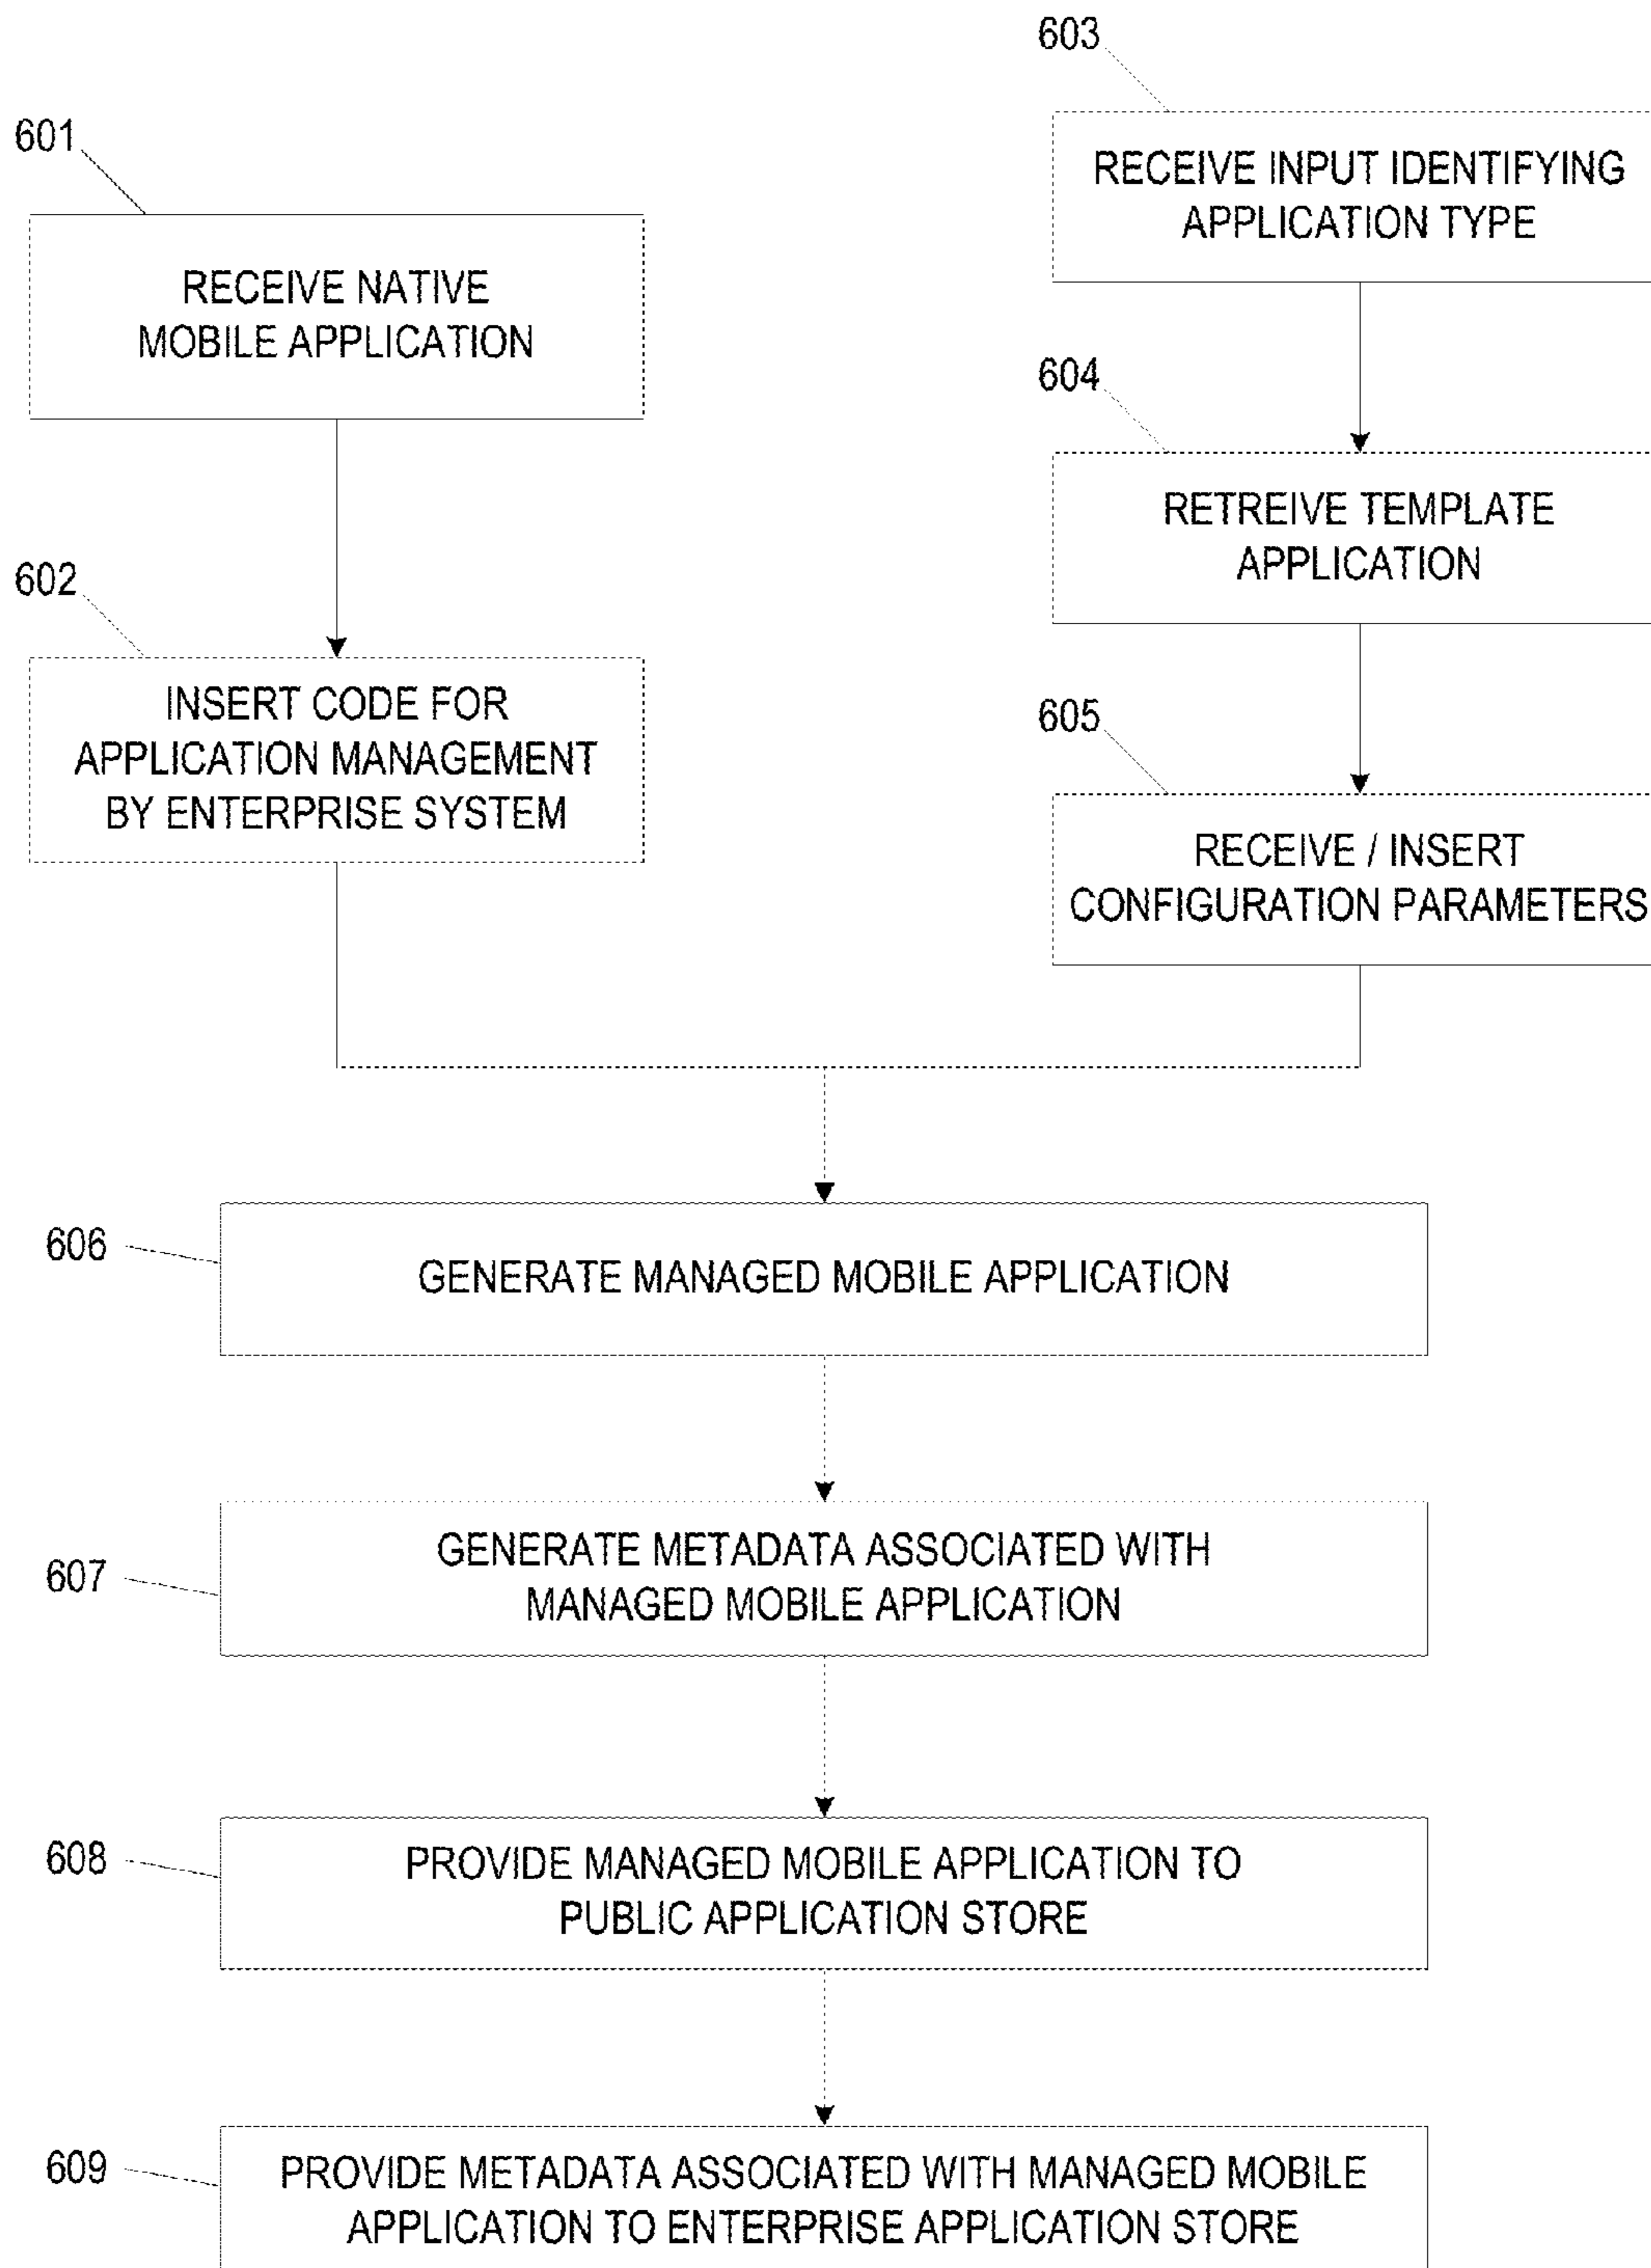 603
RECEIVE INPUT IDENTIFYING
APPLICATION TYPE
601
RECEIVE NATIVE
MOBILE APPLICATION
604
RETREIVE TEMPLATE
APPLICATION
602
INSERT CODE FOR
APPLICATION MANAGEMENT
BY ENTERPRISE SYSTEM
605
RECEIVE / INSERT
CONFIGURATION PARAMETERS
606
GENERATE MANAGED MOBILE APPLICATION
607
GENERATE METADATA ASSOCIATED WITH
MANAGED MOBILE APPLICATION
608
PROVIDE MANAGED MOBILE APPLICATION TO
PUBLIC APPLICATION STORE
609
PROVIDE METADATA ASSOCIATED WITH MANAGED MOBILE
APPLICATION TO ENTERPRISE APPLICATION STORE